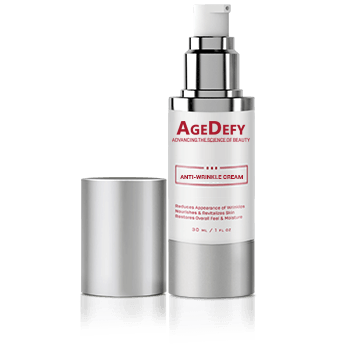 AGEDEFY
ADVANCING THE SCIENCE OF BEAUTY
ANTI-WRINKLE CREAM
Reinforces Appearance of Wrinkles
Nourishes & Revitalizes Skin
Restores Overall Feel & Moisture
30 ML / 1 FL OZ